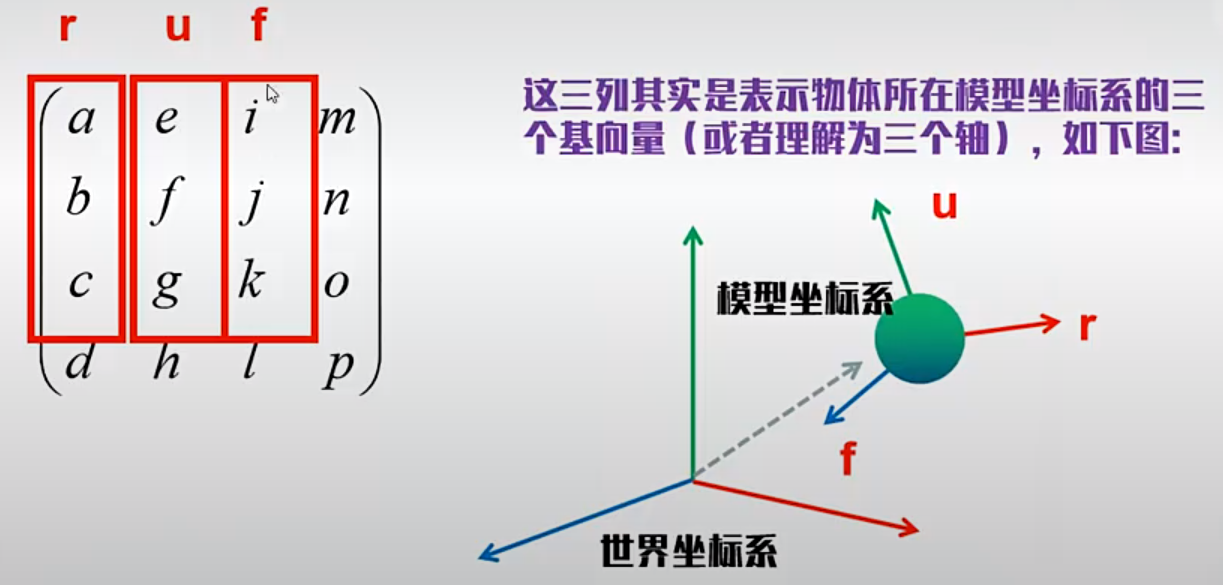 r u f
a e i m
b f j n
c g k o
d h l p
这三列其实是表示物体所在模型坐标系的三
个基向量（或者理解为三个轴），如下图：
u
模型坐标系
r
f
世界坐标系